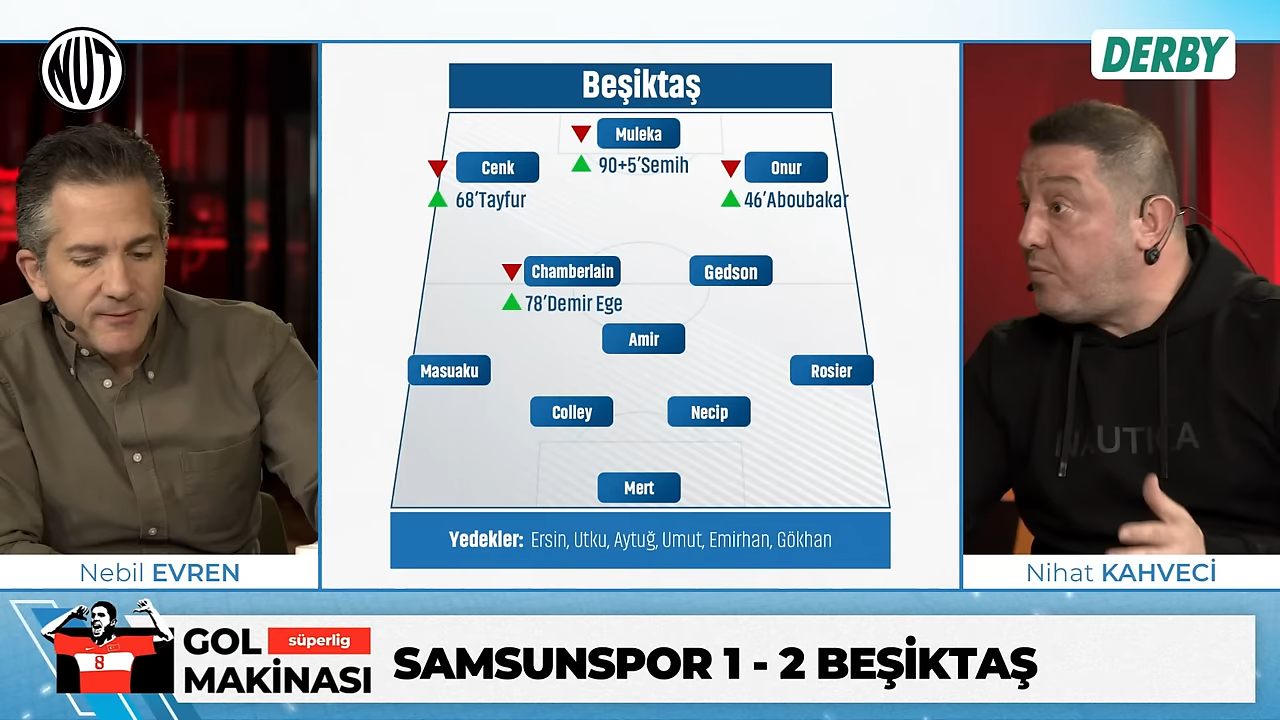 NUT
DERBY
Beşiktaş
Muleka
90+5'Semih
Cenk
68'Tayfur
Onur
46'Aboubakar
Chamberlain
78'Demir Ege
Gedson
Amir
Masuaku
Rosier
Colley
Necip
Mert
Yedekler: Ersin, Utku, Aytuğ, Umut, Emirhan, Gökhan
NAUTICA
Nebil EVREN
Nihat KAHVECİ
8
GOL süperlig
MAKİNASI
SAMSUNSPOR 1 - 2 BEŞİKTAŞ